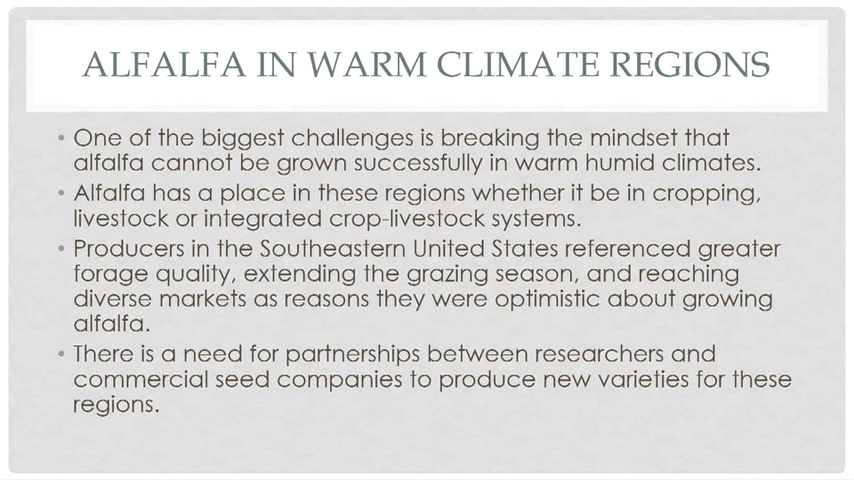 ALFALFA IN WARM CLIMATE REGIONS
• One of the biggest challenges is breaking the mindset that
alfalfa cannot be grown successfully in warm humid climates.
• Alfalfa has a place in these regions whether it be in cropping,
livestock or integrated crop-livestock systems.
• Producers in the Southeastern United States referenced greater
forage quality, extending the grazing season, and reaching
diverse markets as reasons they were optimistic about growing
alfalfa.
• There is a need for partnerships between researchers and
commercial seed companies to produce new varieties for these
regions.